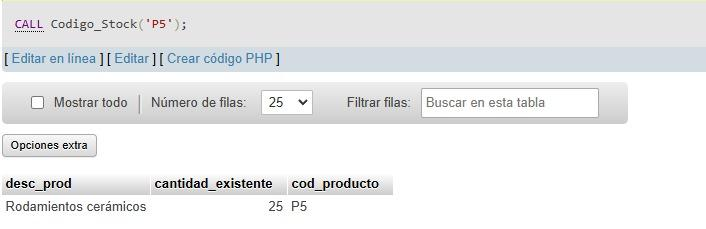 CALL Codigo_Stock('P5');
[ Editar en línea ] [ Editar ] [ Crear código PHP ]
Mostrar todo | Número de filas: 25 Filtrar filas: Buscar en esta tabla
Opciones extra
desc_prod cantidad_existente cod_producto
Rodamientos cerámicos 25 P5